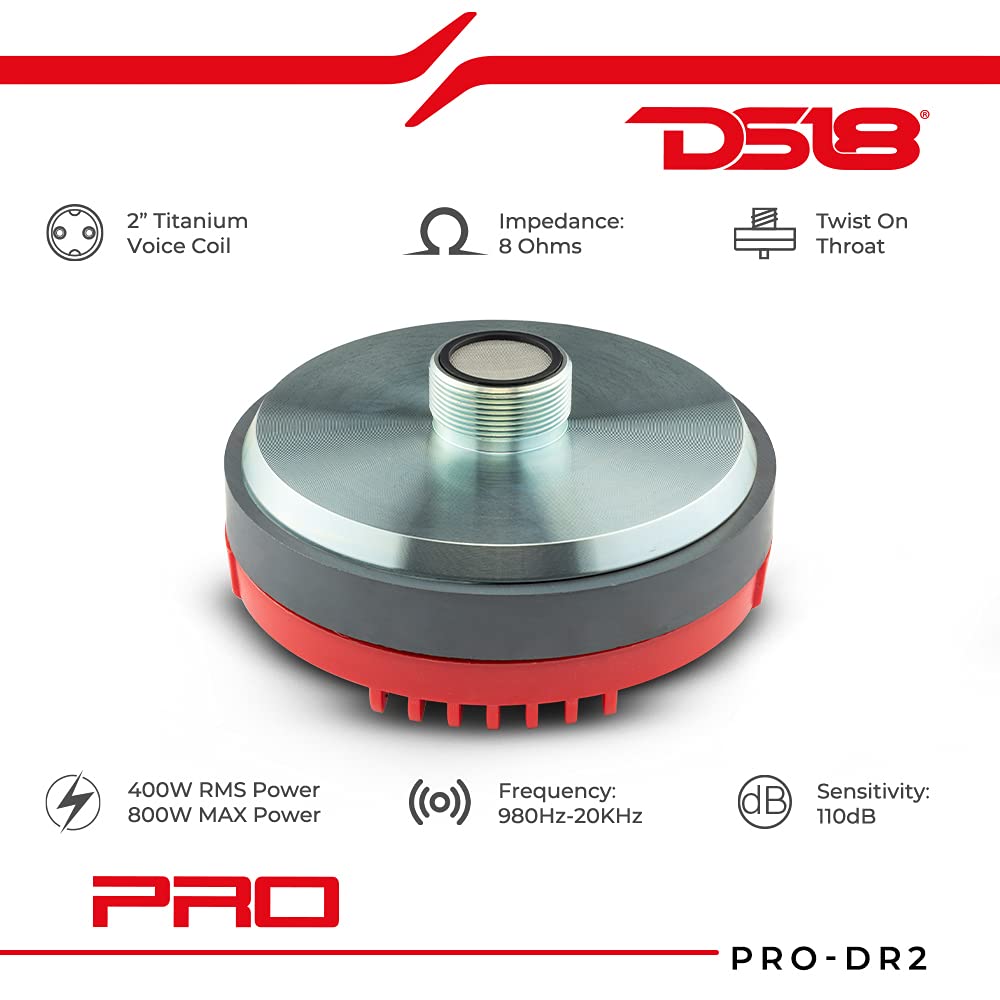 DS18®
2” Titanium
Voice Coil
Impedance:
8 Ohms
Twist On
Throat
400W RMS Power
800W MAX Power
Frequency:
980Hz-20KHz
dB
Sensitivity:
110dB
PRO
PRO-DR2